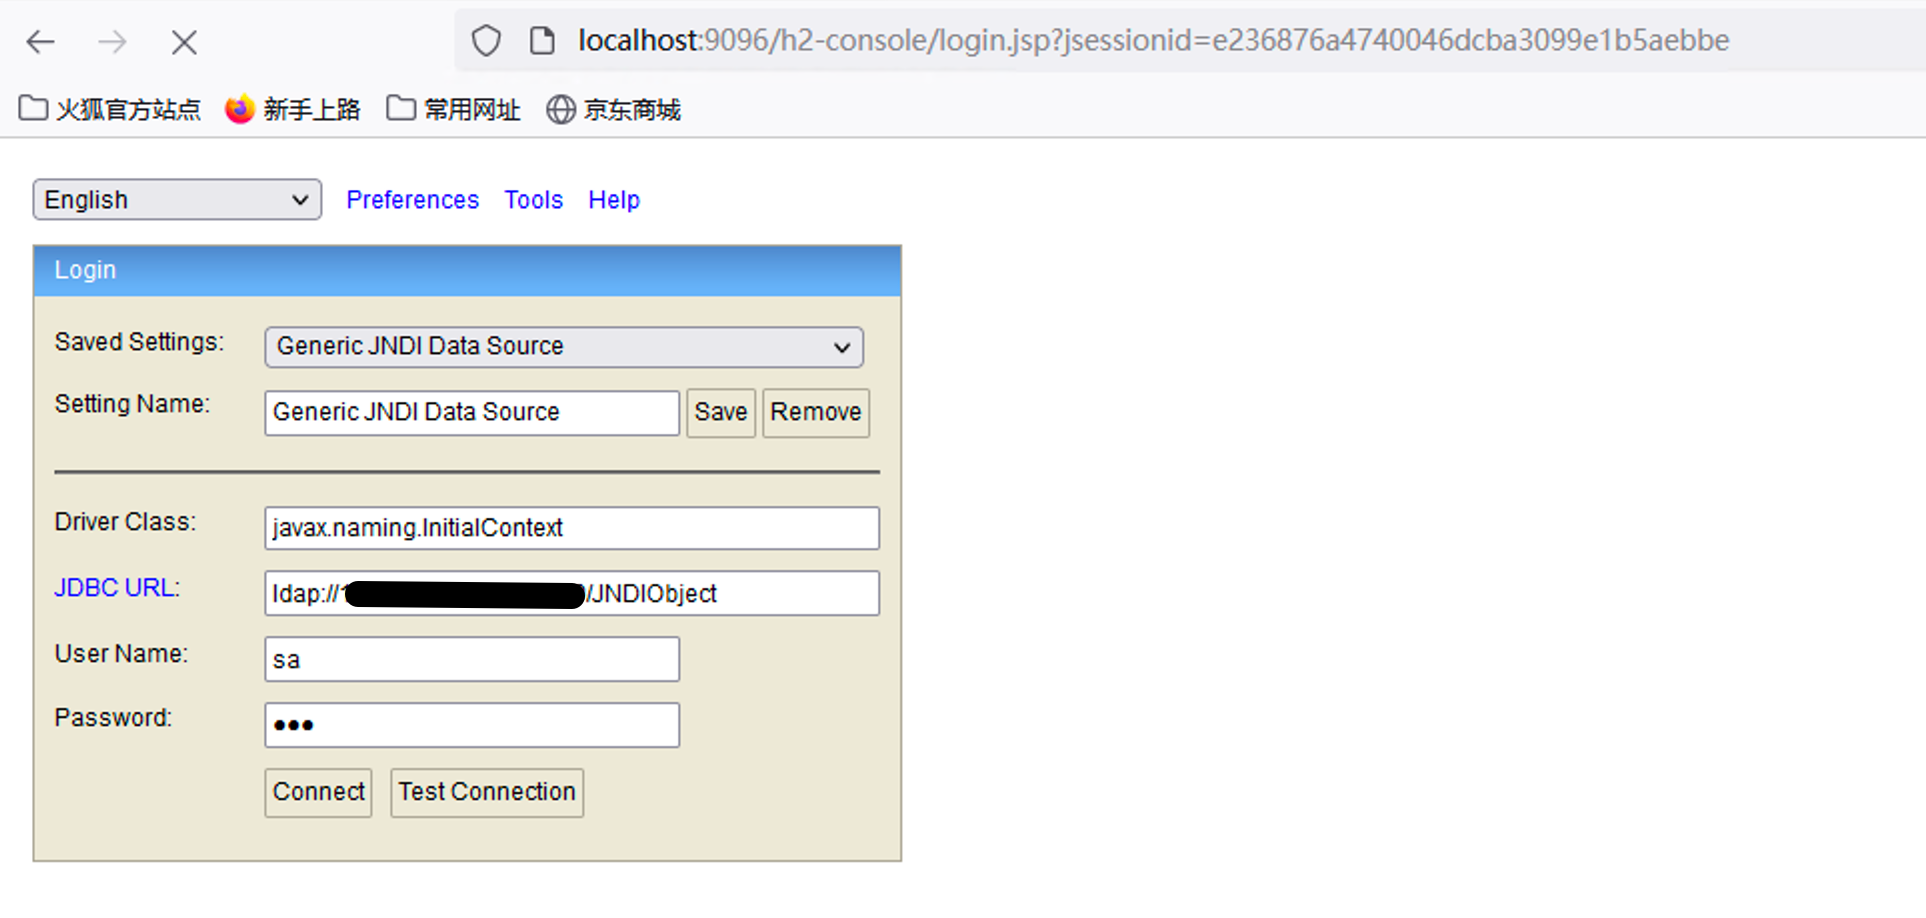 localhost:9096/h2-console/login.jsp?jsessionid=e236876a4740046dcba3099e1b5aebbe
火狐官方站点 新手上路 常用网址 京东商城
English Preferences Tools Help
Login
Saved Settings: Generic JNDI Data Source
Setting Name: Generic JNDI Data Source Save Remove
Driver Class: javax.naming.InitialContext
JDBC URL: ldap:// /JNDIObject
User Name: sa
Password: •••
Connect Test Connection